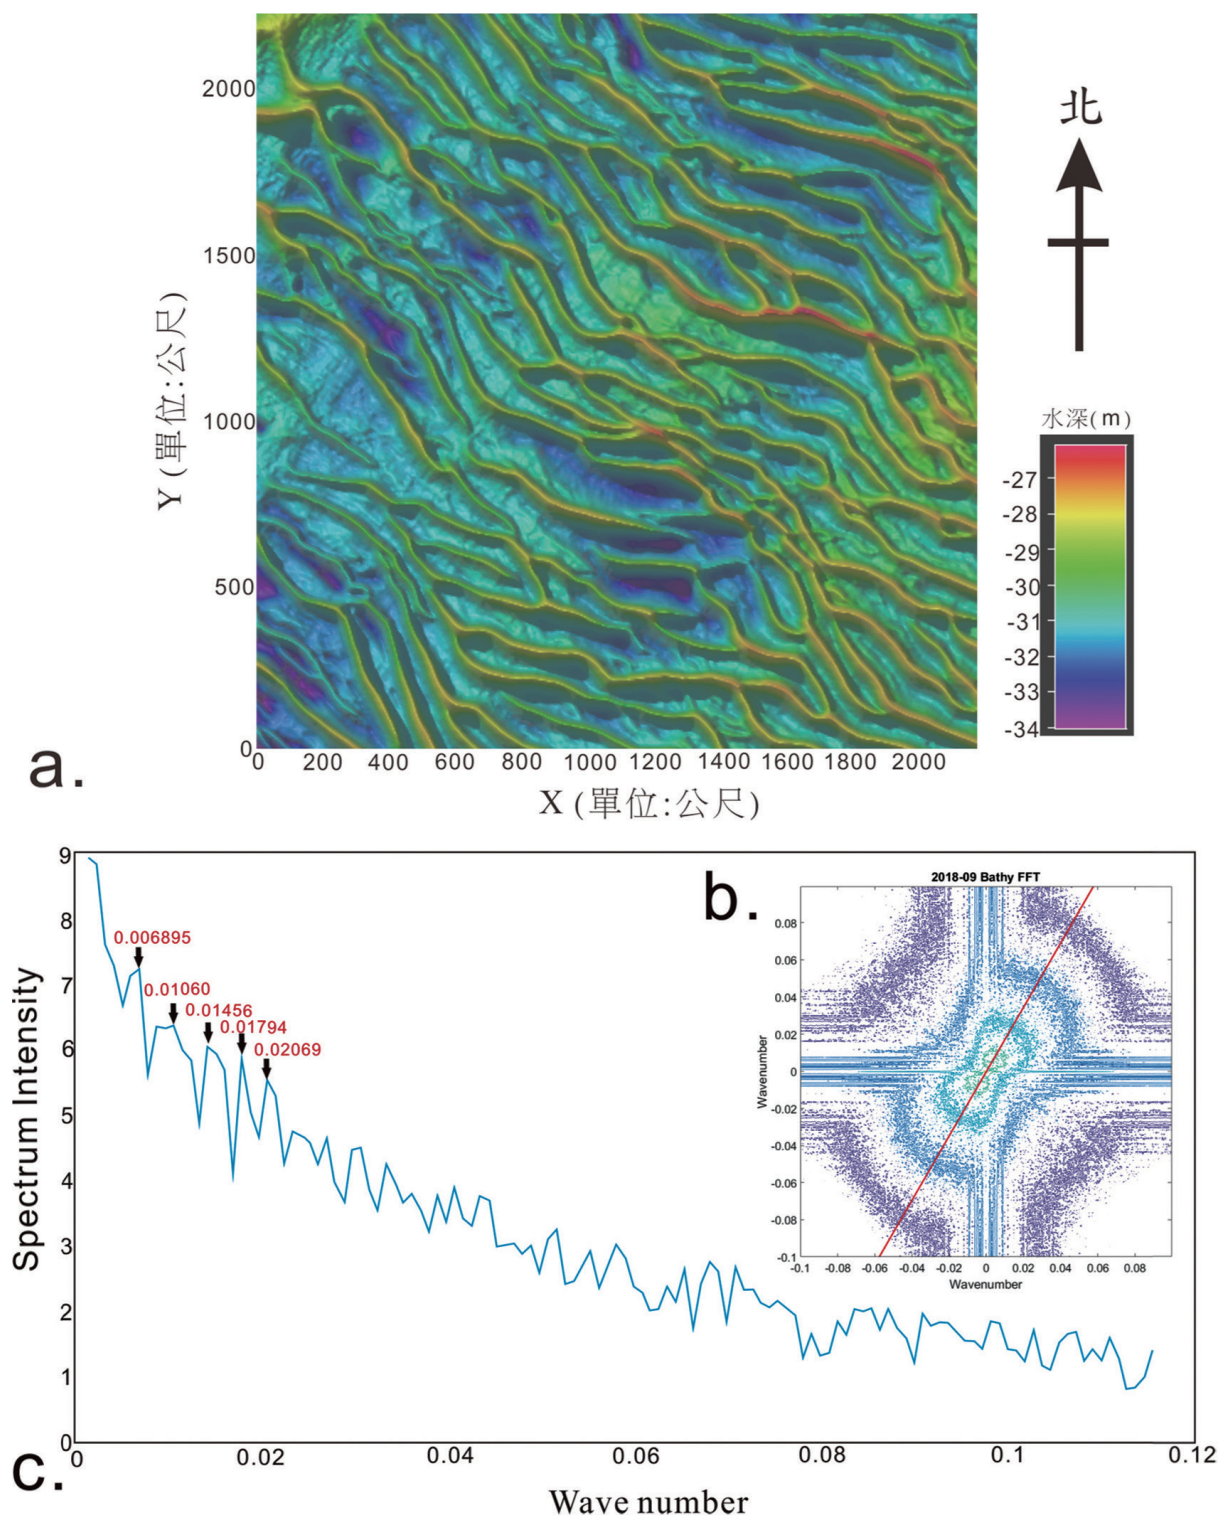 2000
1500
1000
500
0
Y (單位:公尺)
0 200 400 600 800 1000 1200 1400 1600 1800 2000
X (單位:公尺)
a.
北
水深(m)
-27
-28
-29
-30
-31
-32
-33
-34
9
8
7
6
5
4
3
2
1
0
Spectrum Intensity
0.006895
0.01060
0.01456
0.01794
0.02069
b.
2018-09 Bathy FFT
0.08
0.06
0.04
0.02
0
-0.02
-0.04
-0.06
-0.08
-0.1
Wavenumber
-0.1 -0.08 -0.06 -0.04 -0.02 0 0.02 0.04 0.06 0.08
Wavenumber
0 0.02 0.04 0.06 0.08 0.1 0.12
c.
Wave number